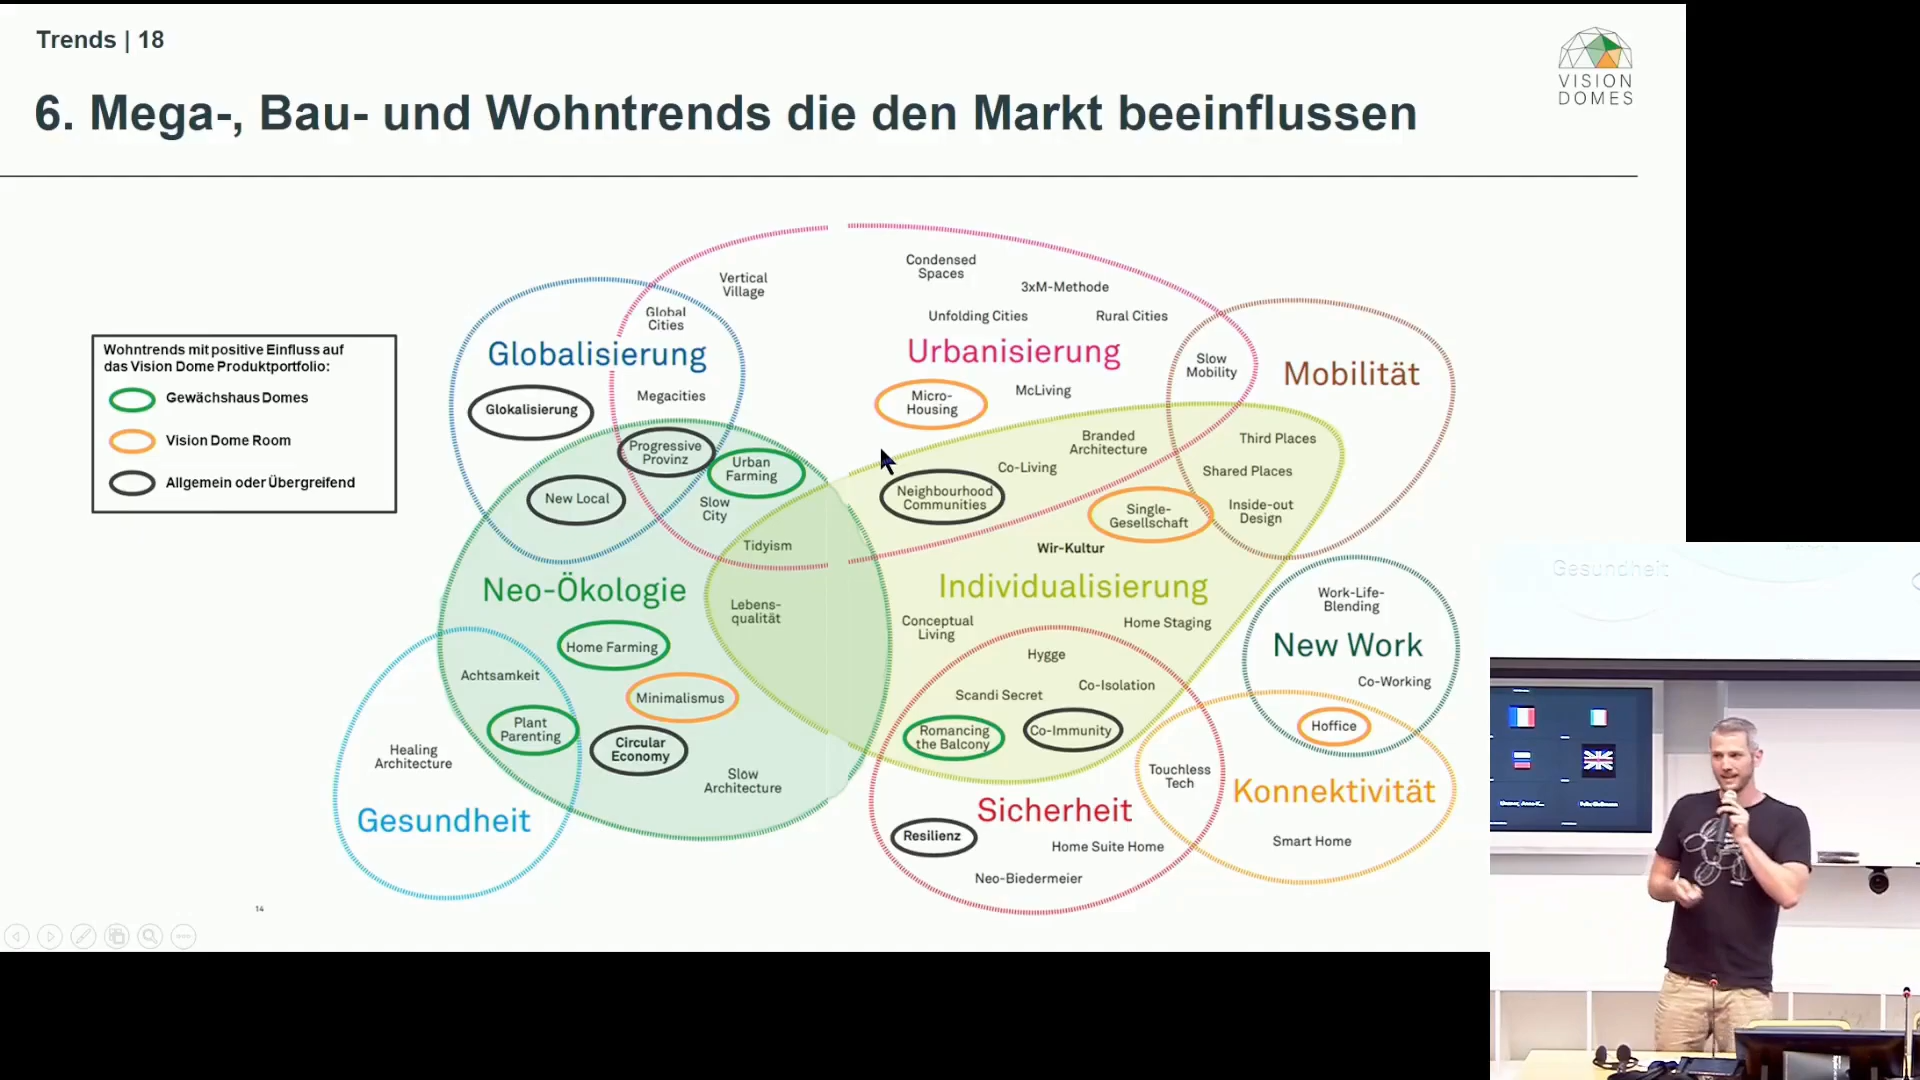 Trends | 18
VISION
DOMES
6. Mega-, Bau- und Wohntrends die den Markt beeinflussen
Wohntrends mit positive Einfluss auf
das Vision Dome Produktportfolio:
Gewächshaus Domes
Vision Dome Room
Allgemein oder Übergreifend
Globalisierung
Global
Cities
Megacities
Glokalisierung
Progressive
Provinz
New Local
Vertical
Village
Condensed
Spaces
3xM-Methode
Unfolding Cities
Rural Cities
Urbanisierung
Micro-
Housing
McLiving
Slow
Mobility
Mobilität
Urban
Farming
Slow
City
Tidyism
Branded
Architecture
Co-Living
Neighbourhood
Communities
Single-
Gesellschaft
Third Places
Shared Places
Inside-out
Design
Wir-Kultur
Neo-Ökologie
Lebens-
qualität
Home Farming
Minimalismus
Achtsamkeit
Plant
Parenting
Circular
Economy
Slow
Architecture
Healing
Architecture
Gesundheit
Individualisierung
Conceptual
Living
Home Staging
Hygge
Scandi Secret
Co-Isolation
Romancing
the Balcony
Co-Immunity
Sicherheit
Resilienz
Home Suite Home
Neo-Biedermeier
Touchless
Tech
Work-Life-
Blending
New Work
Co-Working
Hoffice
Konnektivität
Smart Home
14
Gesundheit